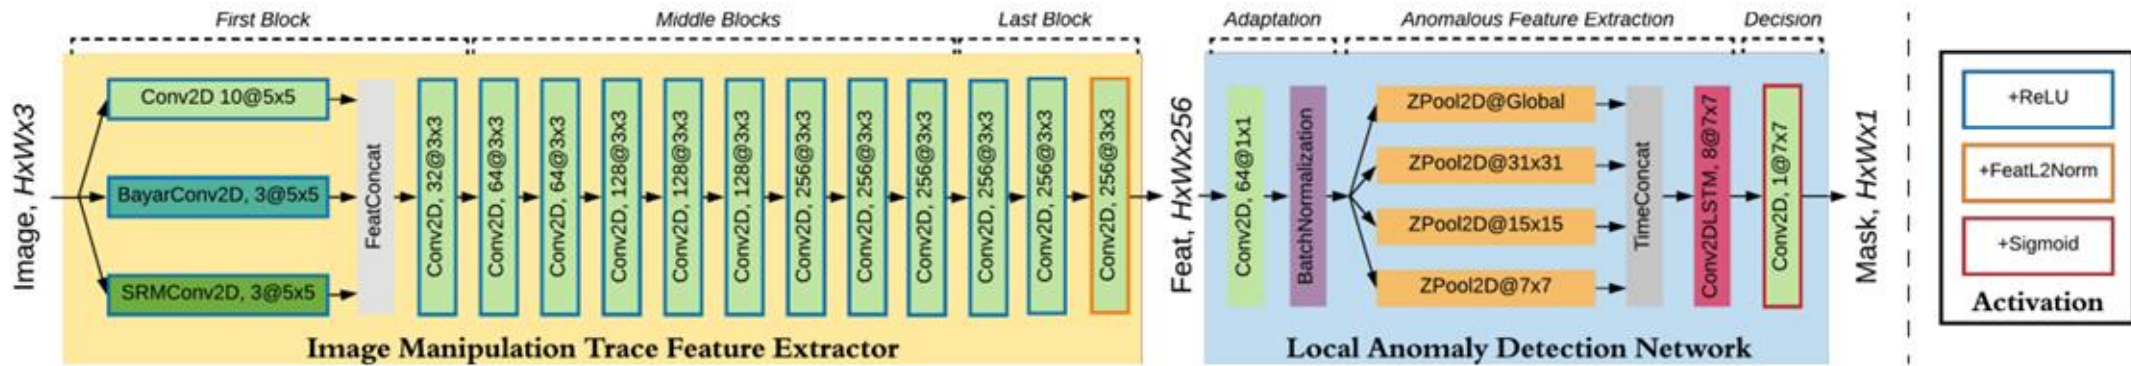 First Block
Middle Blocks
Last Block
Adaptation
Anomalous Feature Extraction
Decision
Image, HxWx3
Conv2D 10@5x5
BayarConv2D, 3@5x5
SRMConv2D, 3@5x5
FeatConcat
Conv2D, 32@3x3
Conv2D, 64@3x3
Conv2D, 64@3x3
Conv2D, 128@3x3
Conv2D, 128@3x3
Conv2D, 128@3x3
Conv2D, 256@3x3
Conv2D, 256@3x3
Conv2D, 256@3x3
Conv2D, 256@3x3
Conv2D, 256@3x3
Conv2D, 256@3x3
Image Manipulation Trace Feature Extractor
Feat, HxWx256
Conv2D, 64@1x1
BatchNormalization
ZPool2D@Global
ZPool2D@31x31
ZPool2D@15x15
ZPool2D@7x7
TimeConcat
Conv2DLSTM, 8@7x7
Conv2D, 1@7x7
Local Anomaly Detection Network
Mask, HxWx1
+ReLU
+FeatL2Norm
+Sigmoid
Activation